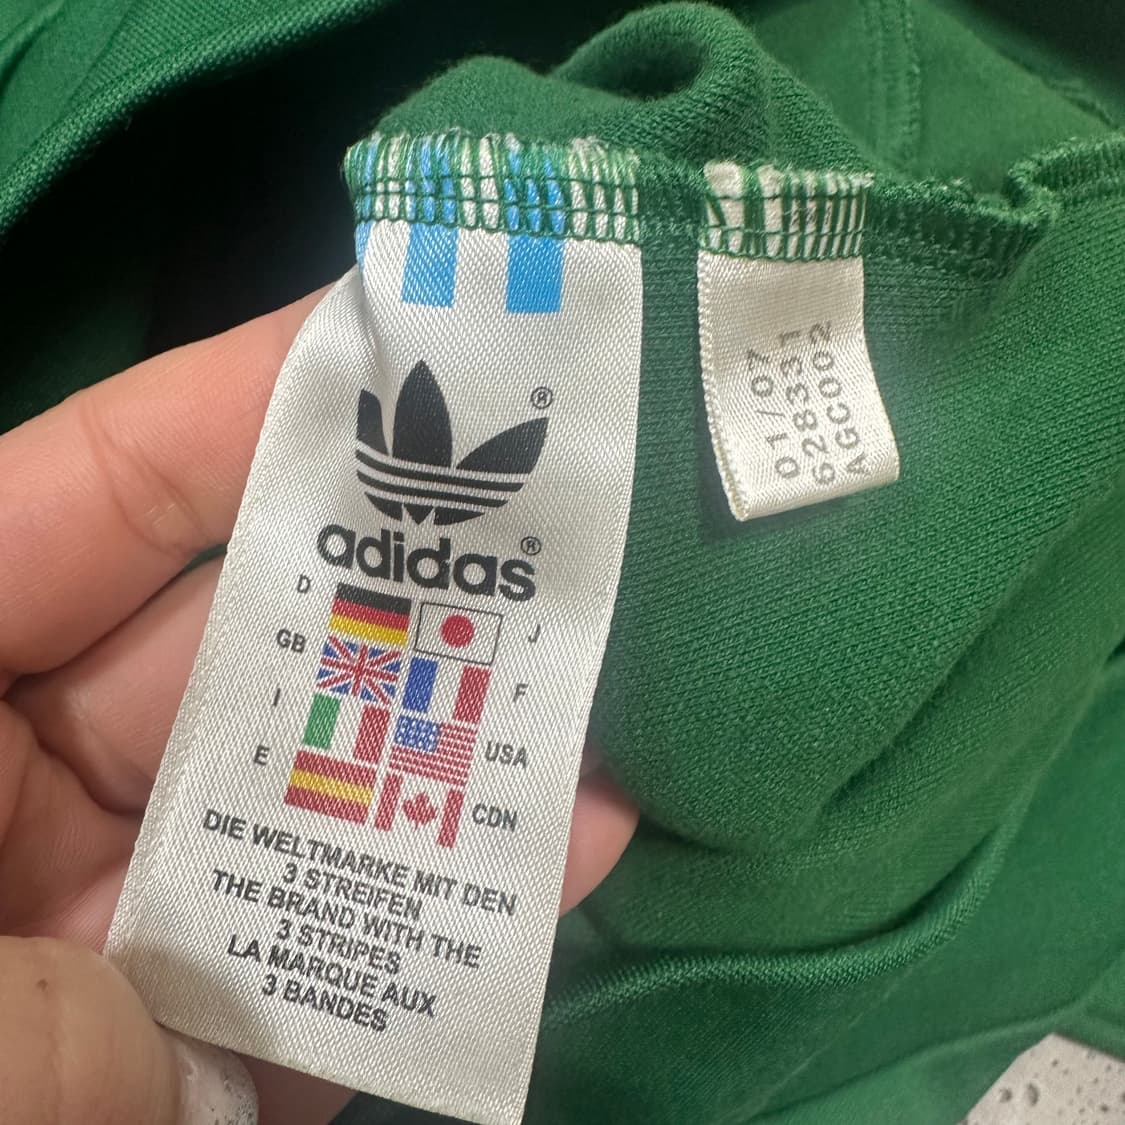 ®
adidas®
D
J
GB
F
I
USA
E
CDN
DIE WELTMARKE MIT DEN
3 STREIFEN
THE BRAND WITH THE
3 STRIPES
LA MARQUE AUX
3 BANDES
01/07
628331
AGC002